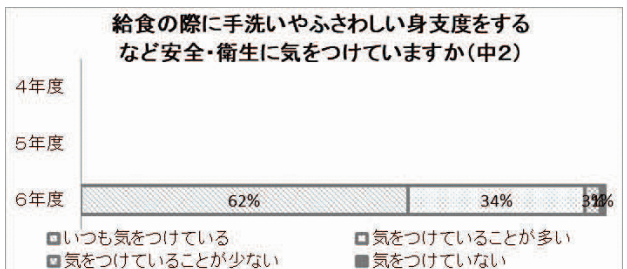 給食の際に手洗いやふさわしい身支度をする
など安全・衛生に気をつけていますか(中2)
4年度
5年度
6年度
62%
34%
3%
1%
いつも気をつけている
気をつけていることが多い
気をつけていることが少ない
気をつけていない